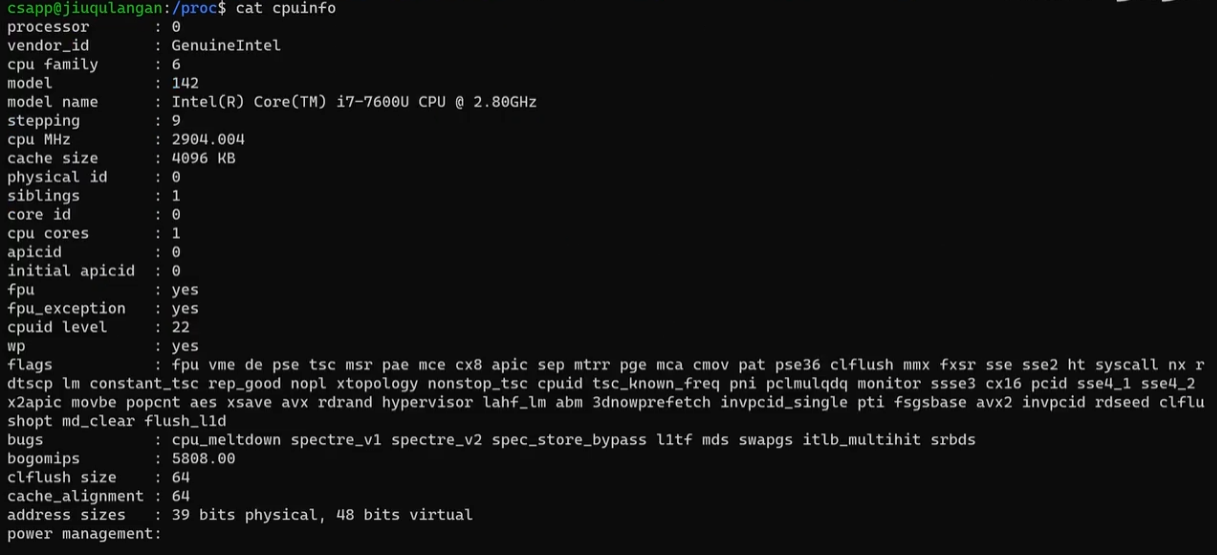 csapp@jiuqulangan:/proc$ cat cpuinfo
processor : 0
vendor_id : GenuineIntel
cpu family : 6
model : 142
model name : Intel(R) Core(TM) i7-7600U CPU @ 2.80GHz
stepping : 9
cpu MHz : 2904.004
cache size : 4096 KB
physical id : 0
siblings : 1
core id : 0
cpu cores : 1
apicid : 0
initial apicid : 0
fpu : yes
fpu_exception : yes
cpuid level : 22
wp : yes
flags : fpu vme de pse tsc msr pae mce cx8 apic sep mtrr pge mca cmov pat pse36 clflush mmx fxsr sse sse2 ht syscall nx r
dtscp lm constant_tsc rep_good nopl xtopology nonstop_tsc cpuid tsc_known_freq pni pclmulqdq monitor ssse3 cx16 pcid sse4_1 sse4_2
x2apic movbe popcnt aes xsave avx rdrand hypervisor lahf_lm abm 3dnowprefetch invpcid_single pti fsgsbase avx2 invpcid rdseed clflu
shopt md_clear flush_l1d
bugs : cpu_meltdown spectre_v1 spectre_v2 spec_store_bypass l1tf mds swapgs itlb_multihit srbds
bogomips : 5808.00
clflush size : 64
cache_alignment : 64
address sizes : 39 bits physical, 48 bits virtual
power management: